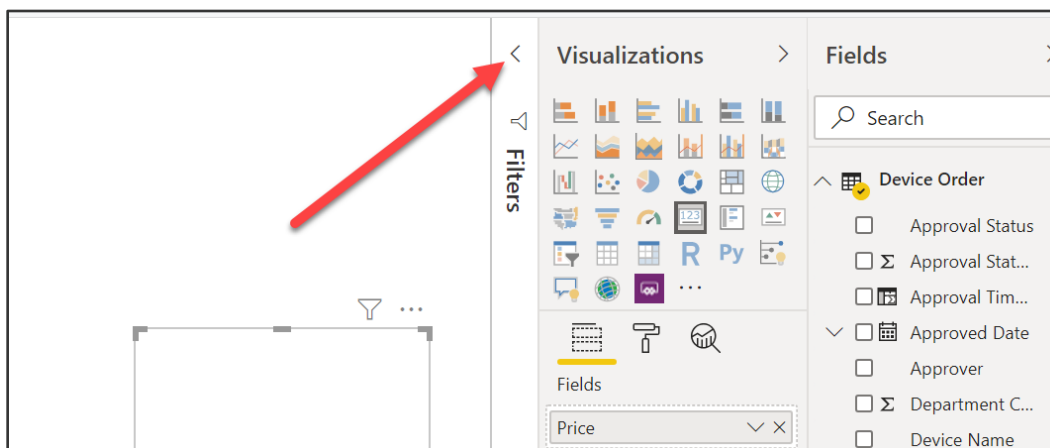 Filters
Visualizations
123
R
Py
Fields
Price
Fields
Search
Device Order
Approval Status
Σ Approval Stat...
Approval Tim...
Approved Date
Approver
Σ Department C...
Device Name